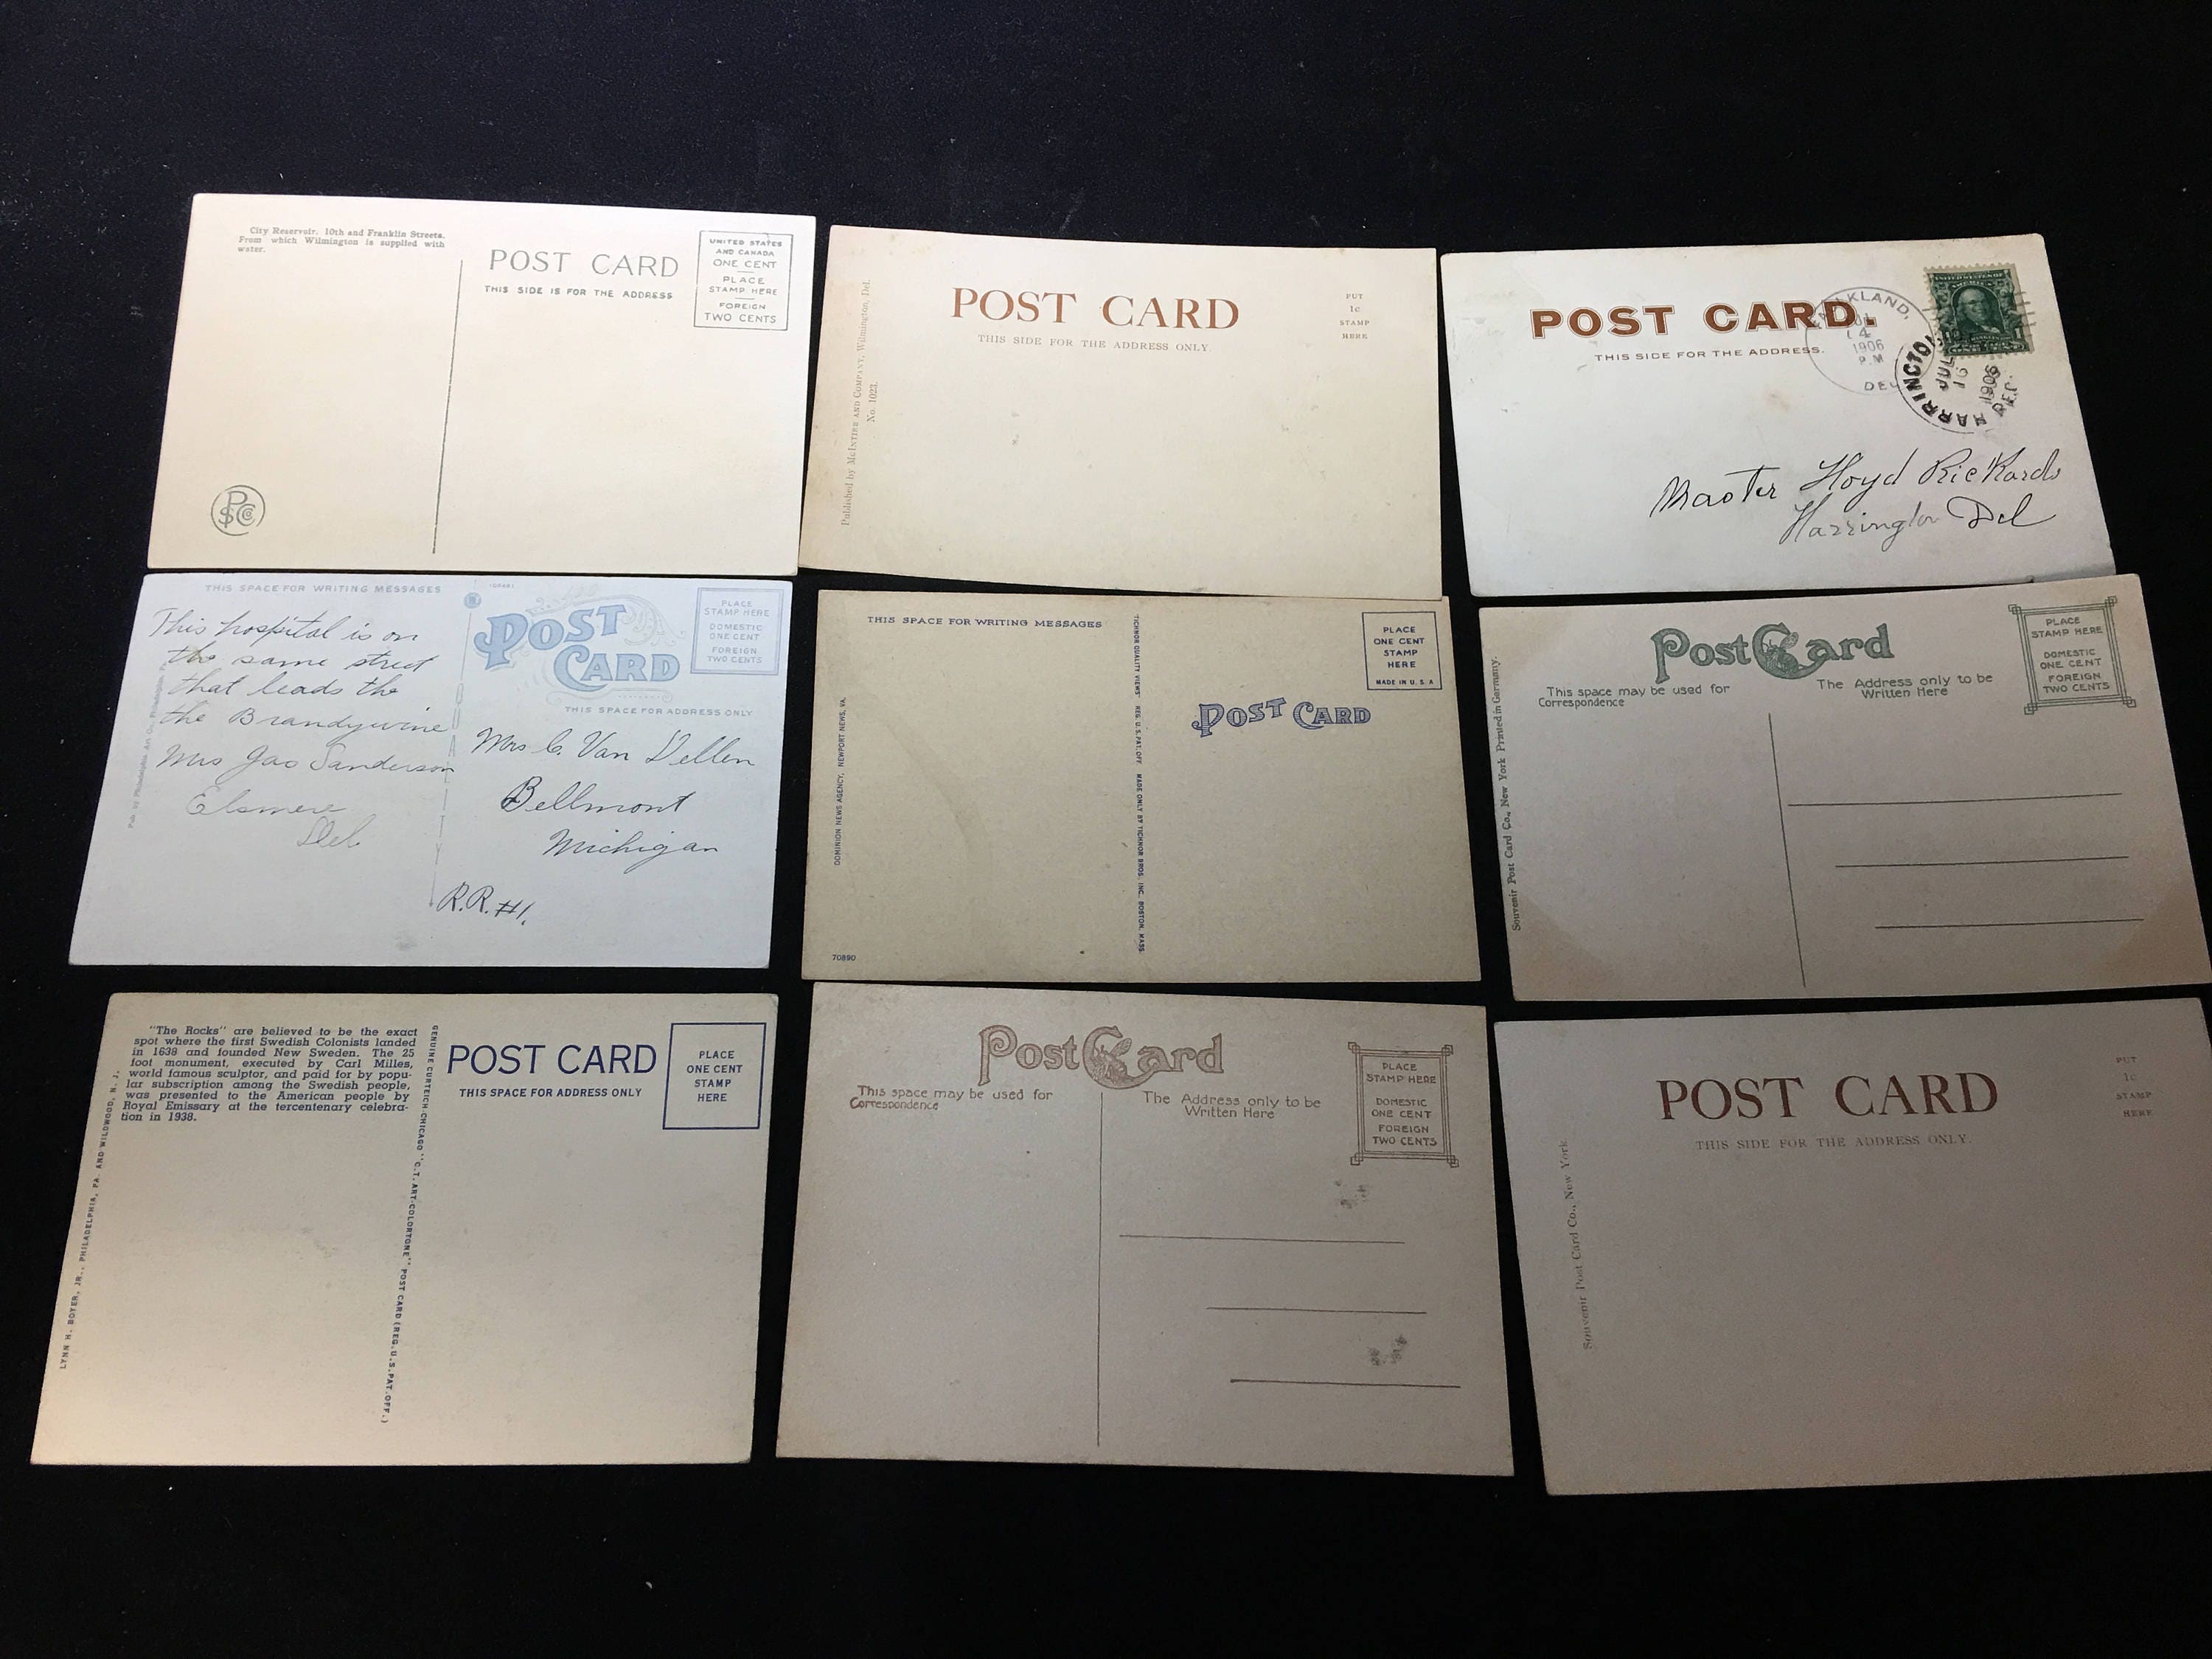 City Reservoir. 10th and Franklin Streets.
From which Wilmington is supplied with
water.
POST CARD
THIS SIDE IS FOR THE ADDRESS
UNITED STATES
AND CANADA
ONE CENT
PLACE
STAMP HERE
FOREIGN
TWO CENTS
Published by McIntire and Company, Wilmington, Del.
No. 1023.
POST CARD
THIS SIDE FOR THE ADDRESS ONLY.
PUT
1c
STAMP
HERE
POST CARD.
THIS SIDE FOR THE ADDRESS.
4
1906
P.M
DEL
HARRINGTON
JUL
16
1906
DEL.
Master Floyd Rickards
Harrington Del
THIS SPACE FOR WRITING MESSAGES
This hospital is on
the same street
that leads the
the Brandywine
Mrs Jas Sanderson
Elsmere
Del.
POST
CARD
PLACE
STAMP HERE
DOMESTIC
ONE CENT
FOREIGN
TWO CENTS
THIS SPACE FOR ADDRESS ONLY
Mrs C. Van Dellen
Bellmont
Michigan
R.R. #1.
THIS SPACE FOR WRITING MESSAGES
DOMINION NEWS AGENCY, NEWPORT NEWS, VA.
70890
TICHNOR QUALITY VIEWS REG. U. S. PAT. OFF. MADE ONLY BY TICHNOR BROS. INC. BOSTON, MASS.
POST CARD
PLACE
ONE CENT
STAMP
HERE
MADE IN U. S. A
Souvenir Post Card Co., New York Printed in Germany.
Post Card
This space may be used for
Correspondence
The Address only to be
Written Here
PLACE
STAMP HERE
DOMESTIC
ONE CENT
FOREIGN
TWO CENTS
"The Rocks" are believed to be the exact
spot where the first Swedish Colonists landed
in 1638 and founded New Sweden. The 25
foot monument, executed by Carl Milles,
world famous sculptor, and paid for by popu-
lar subscription among the Swedish people,
was presented to the American people by
Royal Emissary at the tercentenary celebra-
tion in 1938.
LYNN H. BOYER, JR., PHILADELPHIA, PA. AND WILDWOOD, N. J.
GENUINE CURTEICH-CHICAGO "C.T. ART-COLORTONE" POST CARD (REG. U.S. PAT. OFF.)
POST CARD
THIS SPACE FOR ADDRESS ONLY
PLACE
ONE CENT
STAMP
HERE
Post Card
This space may be used for
Correspondence
The Address only to be
Written Here
PLACE
STAMP HERE
DOMESTIC
ONE CENT
FOREIGN
TWO CENTS
Souvenir Post Card Co., New York.
POST CARD
THIS SIDE FOR THE ADDRESS ONLY.
PUT
1c
STAMP
HERE